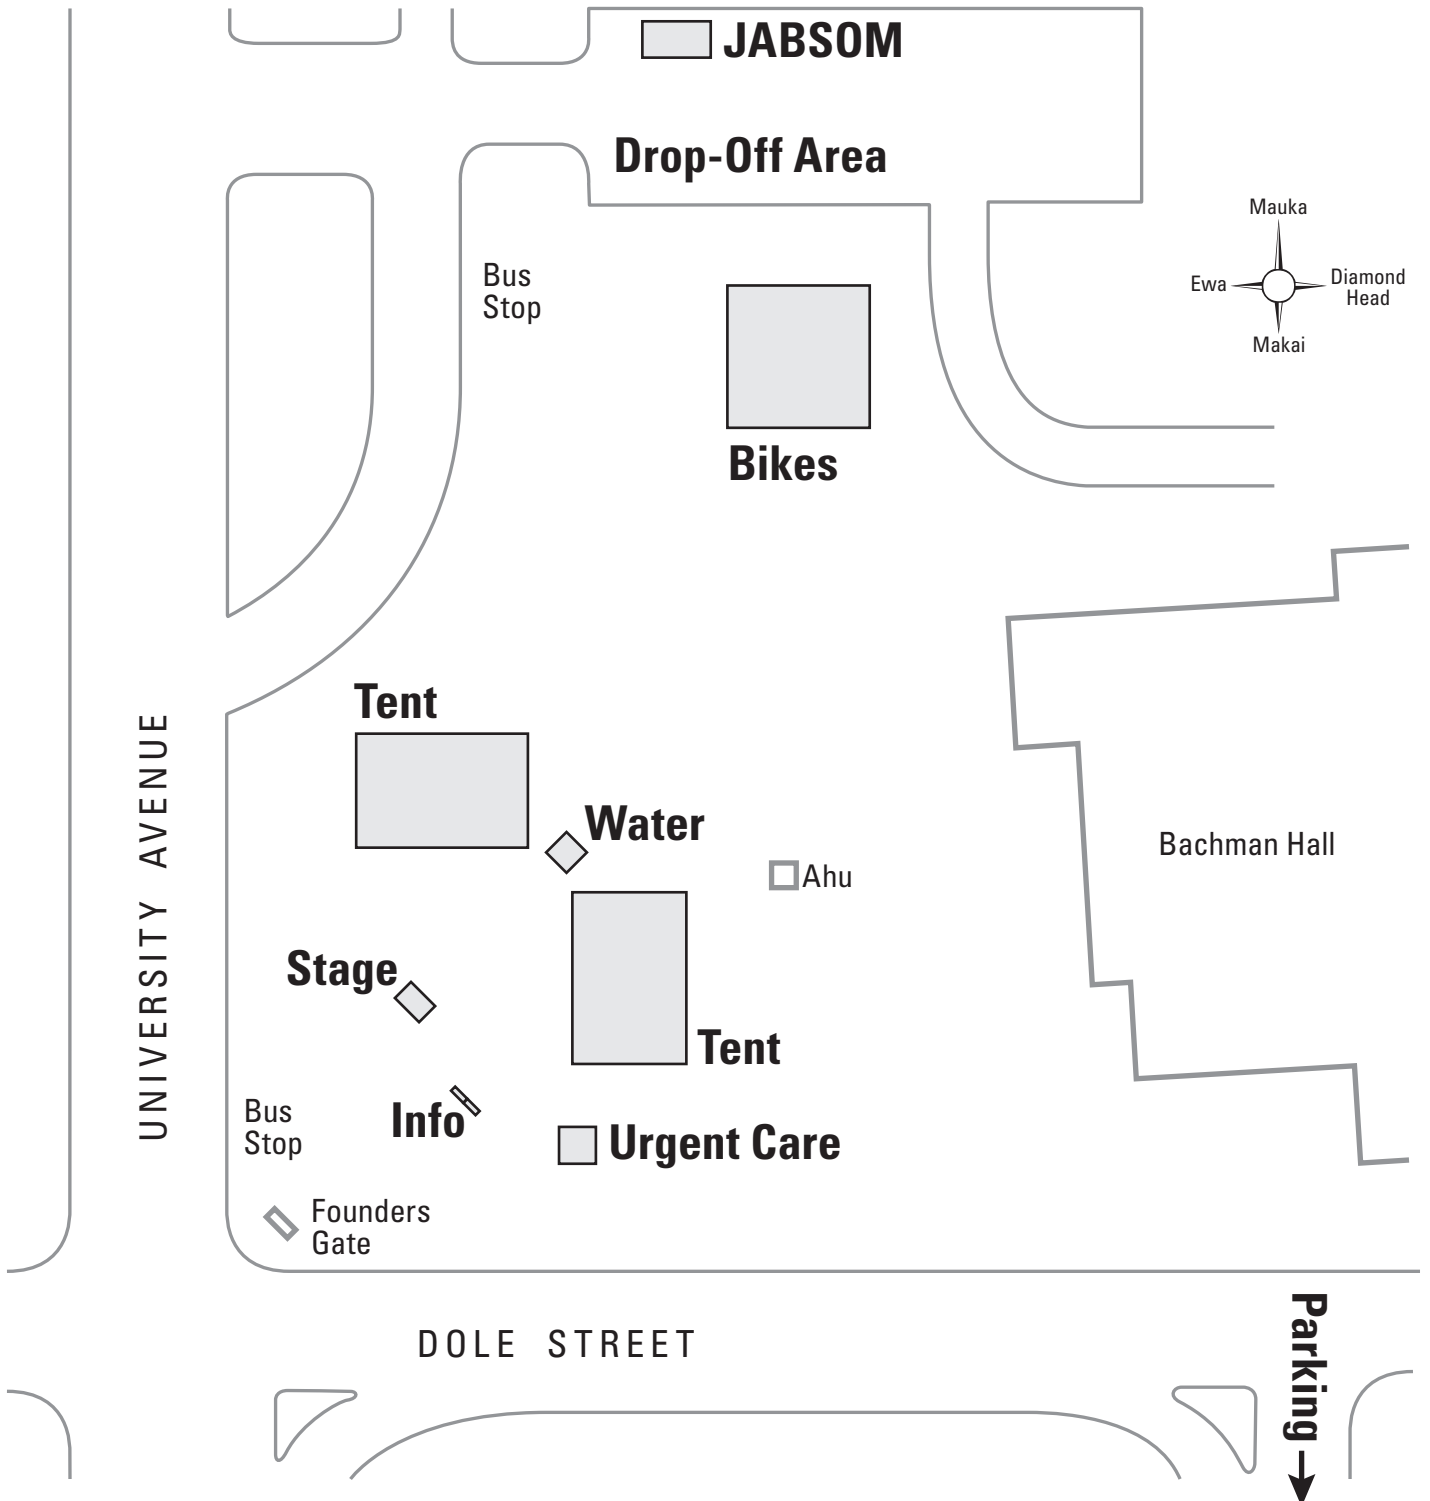 JABSOM
Drop-Off Area
Mauka
Ewa
Diamond
Head
Makai
Bus
Stop
Bikes
Tent
Water
Bachman Hall
Ahu
UNIVERSITY AVENUE
Stage
Tent
Bus
Stop
Info
Urgent Care
Founders
Gate
DOLE STREET
Parking